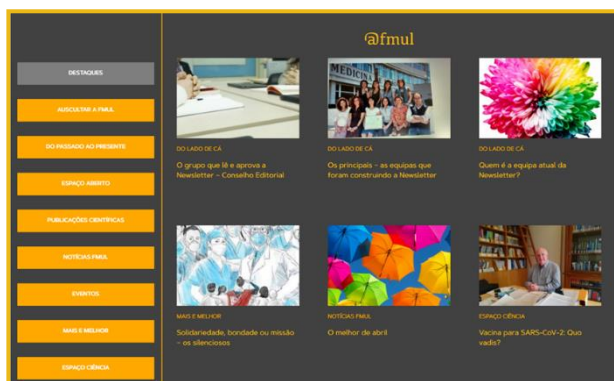 @fmul
DESTAQUES
AUSCULTAR A FMUL
DO PASSADO AO PRESENTE
ESPAÇO ABERTO
PUBLICAÇÕES CIENTÍFICAS
NOTÍCIAS FMUL
EVENTOS
MAIS E MELHOR
ESPAÇO CIÊNCIA
DO LADO DE CÁ
O grupo que lê e aprova a
Newsletter – Conselho Editorial
MEDICINA
DO LADO DE CÁ
Os principais – as equipas que
foram construindo a Newsletter
DO LADO DE CÁ
Quem é a equipa atual da
Newsletter?
MAIS E MELHOR
Solidariedade, bondade ou missão
– os silenciosos
NOTÍCIAS FMUL
O melhor de abril
ESPAÇO CIÊNCIA
Vacina para SARS-CoV-2: Quo
vadis?